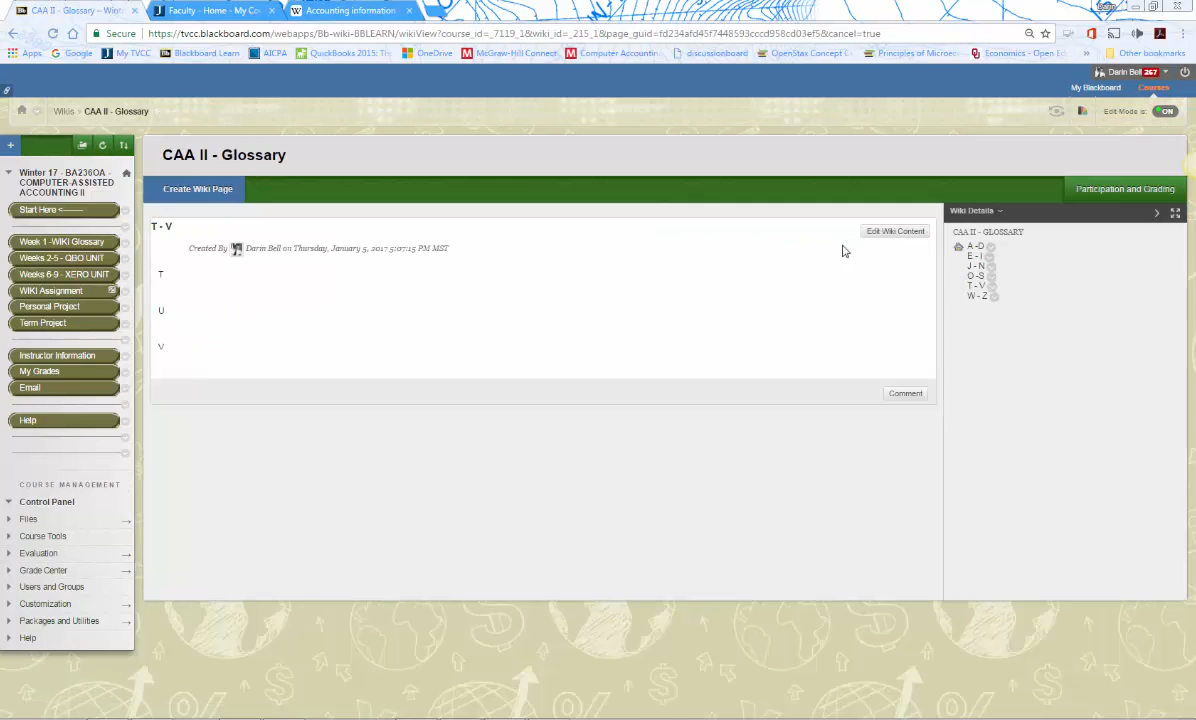 CAA II - Glossary – Wint
Faculty - Home - My Co
Accounting information
Darin
Secure
https://tvcc.blackboard.com/webapps/Bb-wiki-BBLEARN/wikiView?course_id=_7119_1&wiki_id=_215_1&page_guid=fd234afd45f7448593cccd958cd03ef5&cancel=true
Apps
Google
My TVCC
Blackboard Learn
AICPA
QuickBooks 2015: Tr
OneDrive
McGraw-Hill Connect
Computer Accountin
discussionboard
OpenStax Concept C
Principles of Microec
Economics - Open Ed
Other bookmarks
Darin Bell 267
My Blackboard
Courses
Wikis > CAA II - Glossary
Edit Mode is: ON
Winter 17 - BA236OA -
COMPUTER-ASSISTED
ACCOUNTING II
Start Here <--------
Week 1 -WIKI Glossary
Weeks 2-5 - QBO UNIT
Weeks 6-9 - XERO UNIT
WIKI Assignment
Personal Project
Term Project
Instructor Information
My Grades
Email
Help
COURSE MANAGEMENT
Control Panel
Files
Course Tools
Evaluation
Grade Center
Users and Groups
Customization
Packages and Utilities
Help
CAA II - Glossary
Create Wiki Page
Participation and Grading
T - V
Edit Wiki Content
Created By Darin Bell on Thursday, January 5, 2017 5:07:15 PM MST
T
U
V
Comment
Wiki Details
CAA II - GLOSSARY
A -D
E - I
J - N
O -S
T - V
W - Z